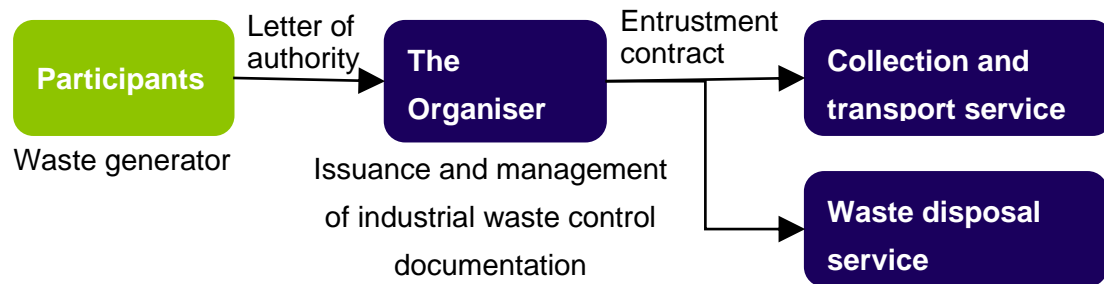 Participants
Waste generator
Letter of
authority
The
Organiser
Issuance and management
of industrial waste control
documentation
Entrustment
contract
Collection and
transport service
Waste disposal
service